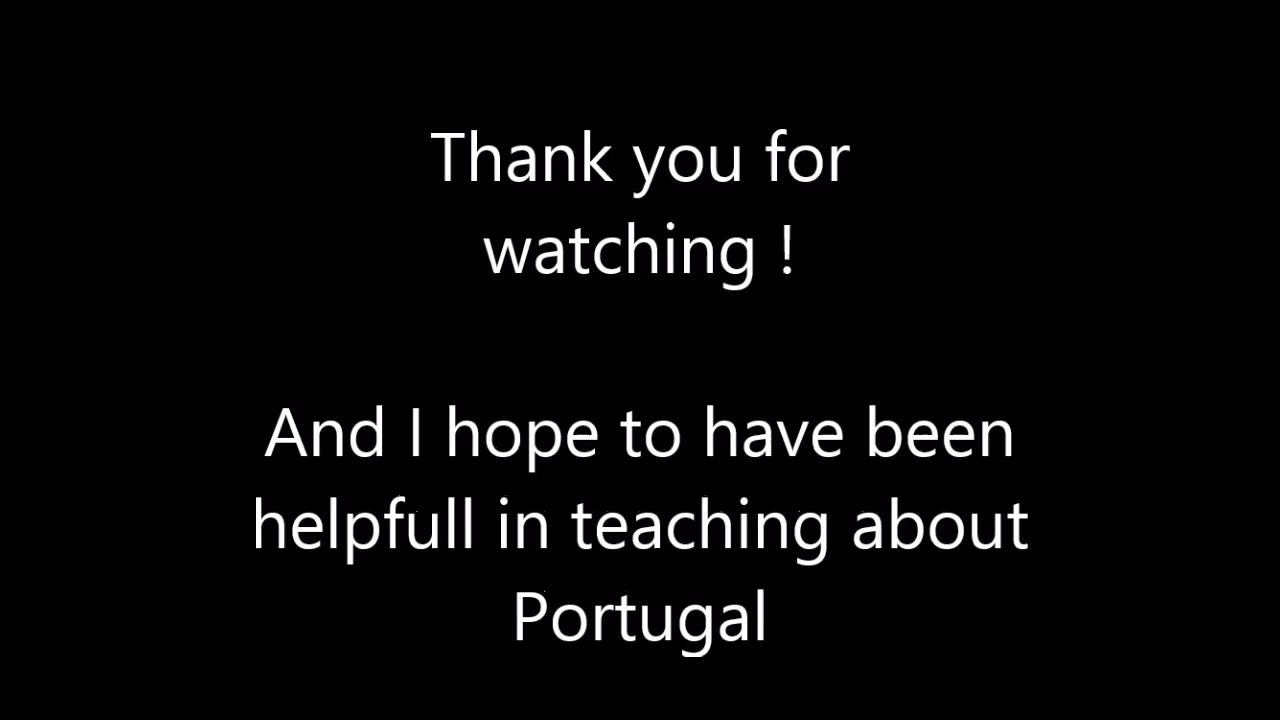 Thank you for
watching !
And I hope to have been
helpfull in teaching about
Portugal